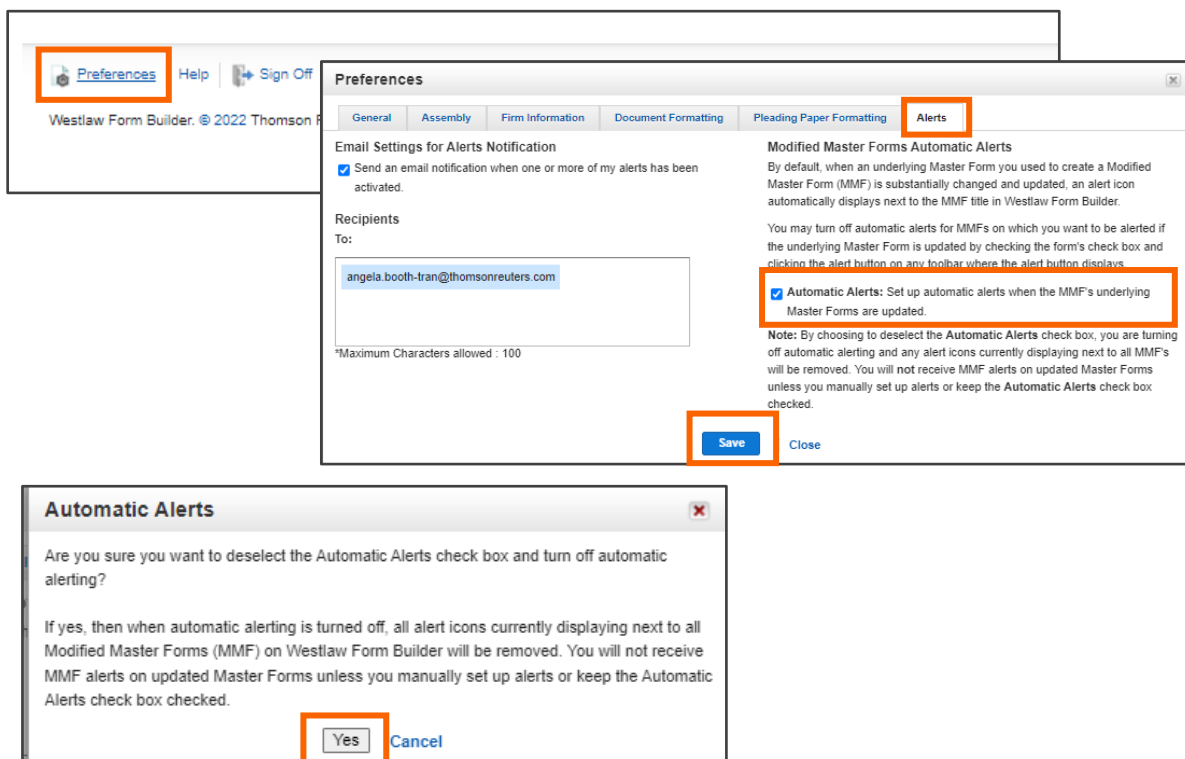 Preferences Help Sign Off
Westlaw Form Builder. © 2022 Thomson
Preferences
General Assembly Firm Information Document Formatting Pleading Paper Formatting Alerts
Email Settings for Alerts Notification
Send an email notification when one or more of my alerts has been
activated.
Recipients
To:
angela.booth-tran@thomsonreuters.com
*Maximum Characters allowed : 100
Modified Master Forms Automatic Alerts
By default, when an underlying Master Form you used to create a Modified
Master Form (MMF) is substantially changed and updated, an alert icon
automatically displays next to the MMF title in Westlaw Form Builder.
You may turn off automatic alerts for MMFs on which you want to be alerted if
the underlying Master Form is updated by checking the form's check box and
clicking the alert button on any toolbar where the alert button displays
Automatic Alerts: Set up automatic alerts when the MMF's underlying
Master Forms are updated.
Note: By choosing to deselect the Automatic Alerts check box, you are turning
off automatic alerting and any alert icons currently displaying next to all MMF's
will be removed. You will not receive MMF alerts on updated Master Forms
unless you manually set up alerts or keep the Automatic Alerts check box
checked.
Save Close
Automatic Alerts
Are you sure you want to deselect the Automatic Alerts check box and turn off automatic
alerting?
If yes, then when automatic alerting is turned off, all alert icons currently displaying next to all
Modified Master Forms (MMF) on Westlaw Form Builder will be removed. You will not receive
MMF alerts on updated Master Forms unless you manually set up alerts or keep the Automatic
Alerts check box checked.
Yes Cancel